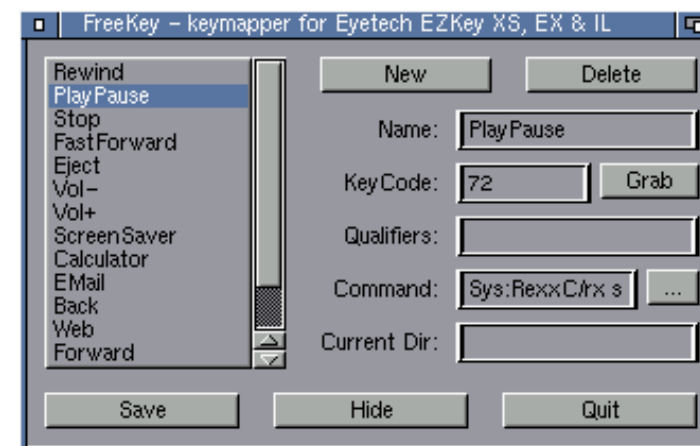 FreeKey – keymapper for Eyetech EZKey XS, EX & IL
Rewind
PlayPause
Stop
FastForward
Eject
Vol-
Vol+
ScreenSaver
Calculator
EMail
Back
Web
Forward
New
Delete
Name: PlayPause
KeyCode: 72
Grab
Qualifiers:
Command: Sys:RexxC/rx s
...
Current Dir:
Save
Hide
Quit